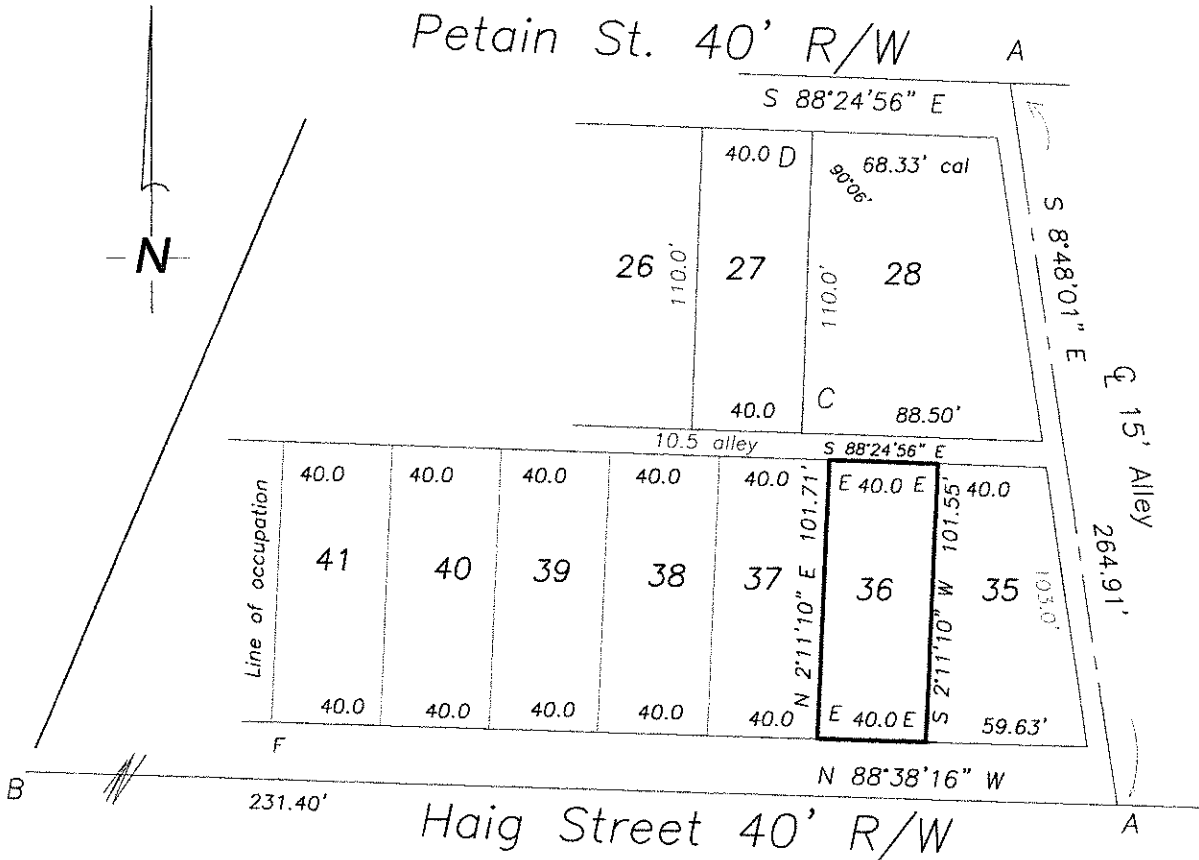 Petain St. 40' R/W
A
S 88°24'56" E
N
40.0 D
68.33' cal
90°06'
S 8°48'01" E
26
110.0'
27
110.0'
28
40.0
C
88.50'
℄ 15' Alley
264.91'
10.5 alley
S 88°24'56" E
Line of occupation
40.0
40.0
40.0
40.0
40.0
N 2°11'10" E 101.71'
E 40.0 E
S 2°11'10" W 101.55'
40.0
41
40
39
38
37
36
35
103.0'
40.0
40.0
40.0
40.0
40.0
E 40.0 E
59.63'
F
N 88°38'16" W
B
231.40'
Haig Street 40' R/W
A